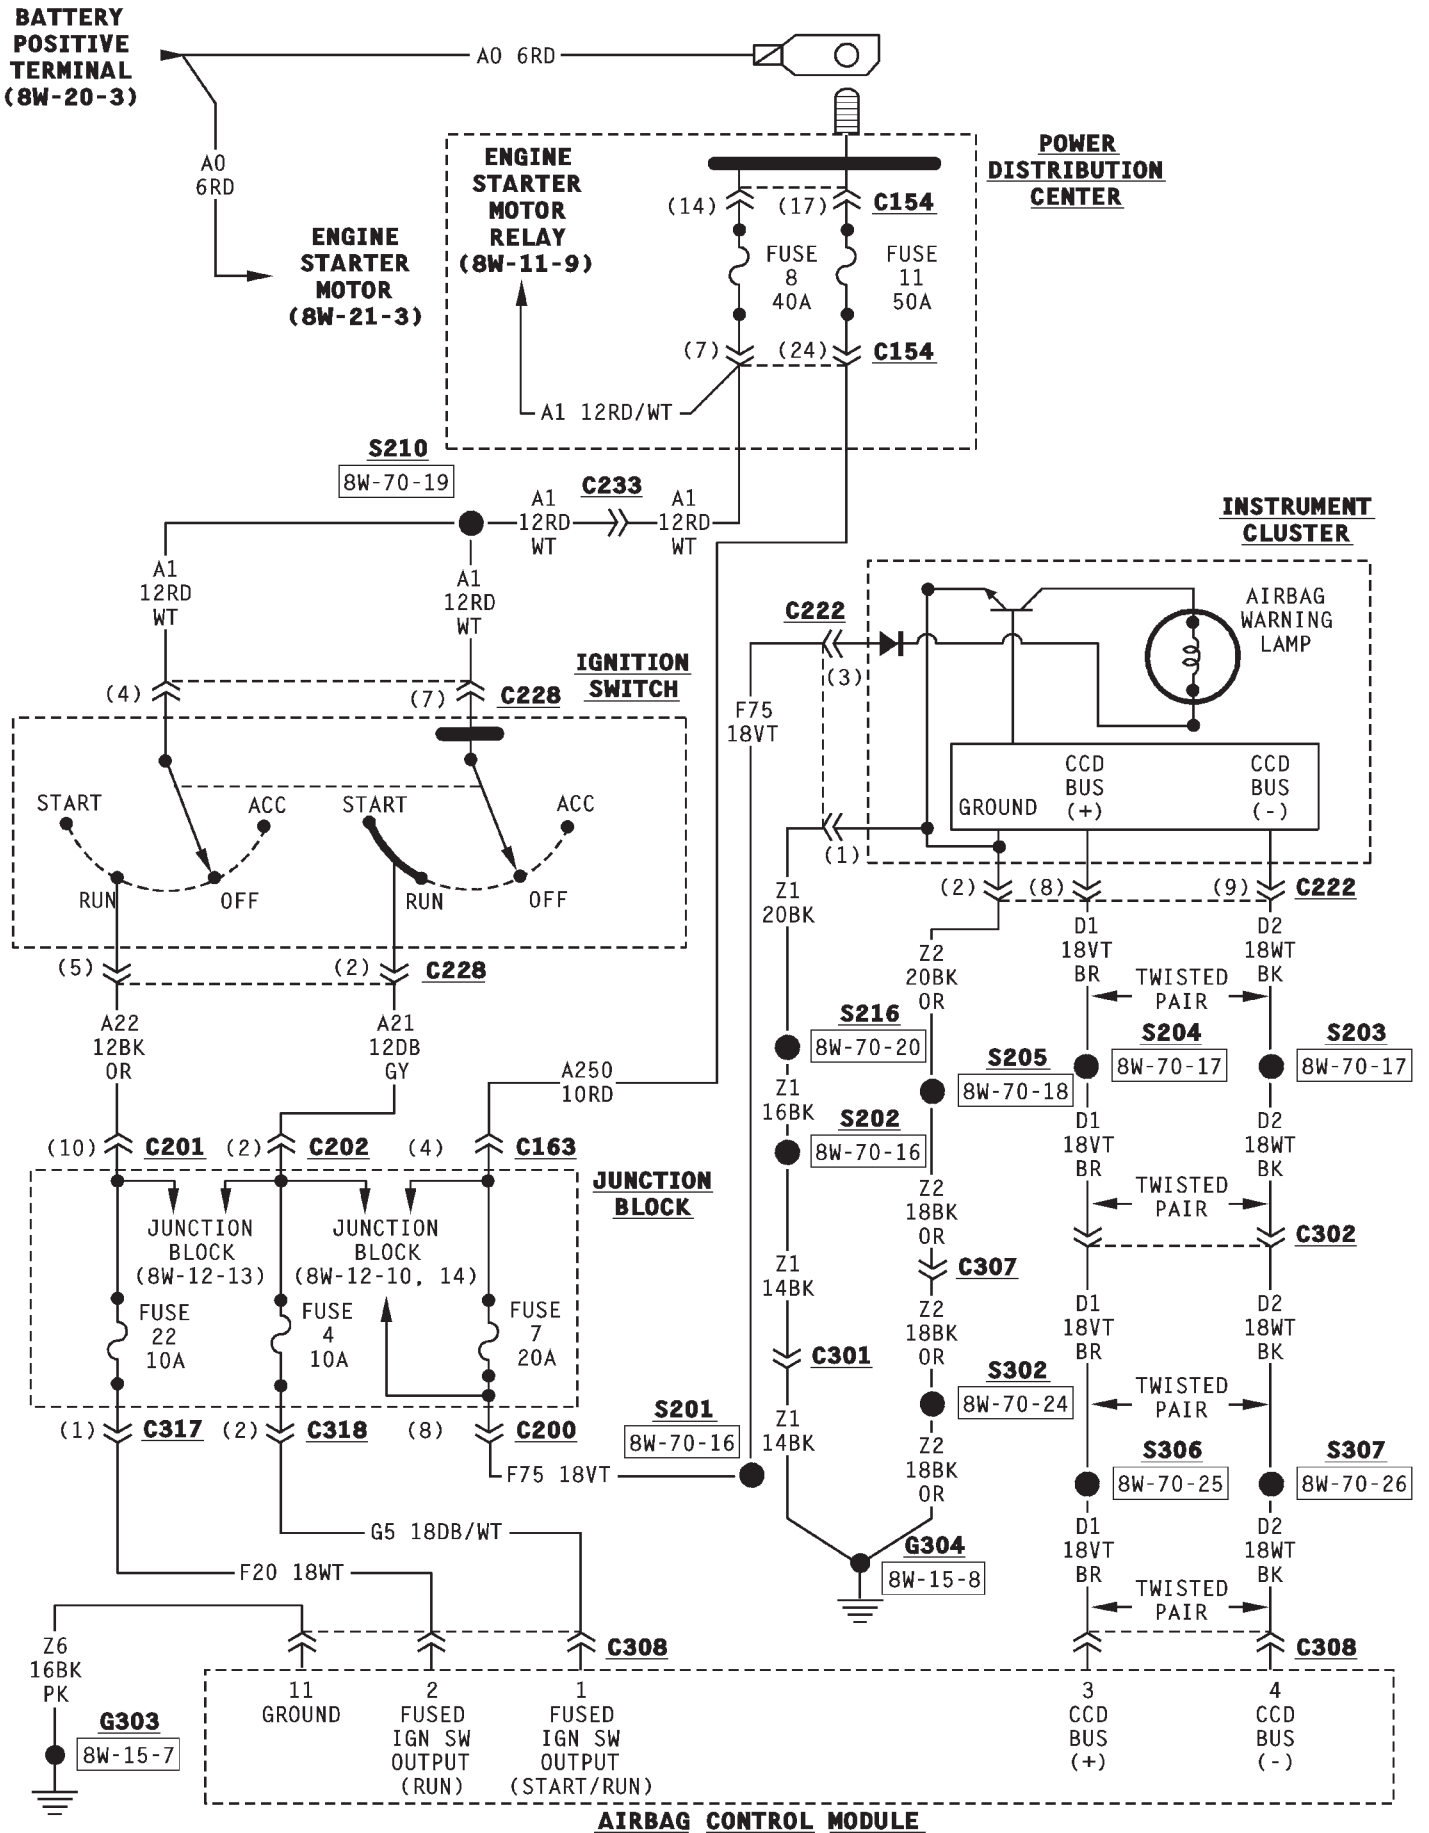 BATTERY
POSITIVE
TERMINAL
(8W-20-3)
A0 6RD
A0
6RD
ENGINE
STARTER
MOTOR
(8W-21-3)
ENGINE
STARTER
MOTOR
RELAY
(8W-11-9)
POWER
DISTRIBUTION
CENTER
(14)
(17)
C154
FUSE
8
40A
FUSE
11
50A
(7)
(24)
C154
A1 12RD/WT
S210
8W-70-19
A1
12RD
WT
C233
A1
12RD
WT
A1
12RD
WT
A1
12RD
WT
INSTRUMENT
CLUSTER
AIRBAG
WARNING
LAMP
C222
(3)
F75
18VT
IGNITION
SWITCH
(4)
(7)
C228
START
ACC
RUN
OFF
START
ACC
RUN
OFF
GROUND
CCD
BUS
(+)
CCD
BUS
(-)
(1)
(2)
(8)
(9)
C222
(5)
(2)
C228
Z1
20BK
Z2
20BK
OR
D1
18VT
BR
D2
18WT
BK
TWISTED
PAIR
A22
12BK
OR
A21
12DB
GY
A250
10RD
S216
8W-70-20
Z1
16BK
S202
8W-70-16
S205
8W-70-18
S204
8W-70-17
S203
8W-70-17
D1
18VT
BR
D2
18WT
BK
TWISTED
PAIR
(10)
C201
(2)
C202
(4)
C163
JUNCTION
BLOCK
JUNCTION
BLOCK
(8W-12-13)
JUNCTION
BLOCK
(8W-12-10, 14)
Z2
18BK
OR
C302
Z1
14BK
C307
FUSE
22
10A
FUSE
4
10A
FUSE
7
20A
Z2
18BK
OR
D1
18VT
BR
D2
18WT
BK
C301
S302
8W-70-24
TWISTED
PAIR
(1)
C317
(2)
C318
(8)
C200
S201
8W-70-16
Z1
14BK
Z2
18BK
OR
S306
8W-70-25
S307
8W-70-26
F75 18VT
G5 18DB/WT
F20 18WT
G304
8W-15-8
D1
18VT
BR
D2
18WT
BK
TWISTED
PAIR
Z6
16BK
PK
C308
C308
G303
8W-15-7
11
GROUND
2
FUSED
IGN SW
OUTPUT
(RUN)
1
FUSED
IGN SW
OUTPUT
(START/RUN)
3
CCD
BUS
(+)
4
CCD
BUS
(-)
AIRBAG CONTROL MODULE